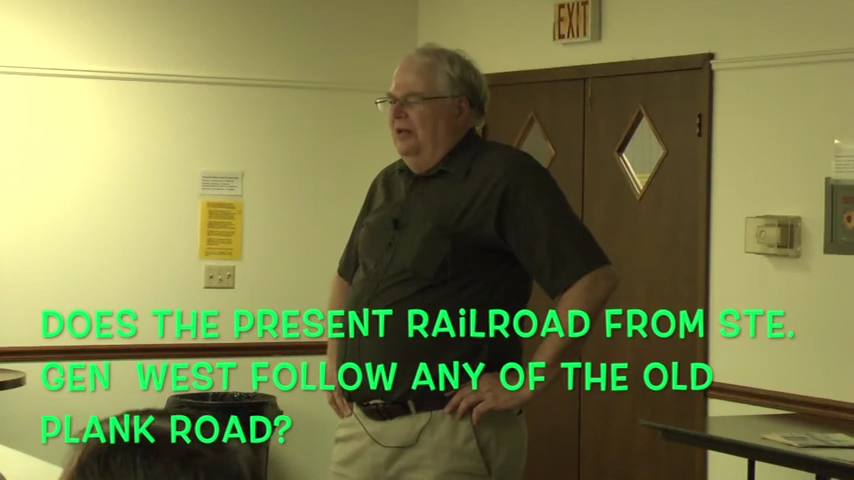 EXIT
DOES THE PRESENT RAiLROAD FROM STE.
GEN WEST FOLLOW ANY OF THE OLD
PLANK ROAD?